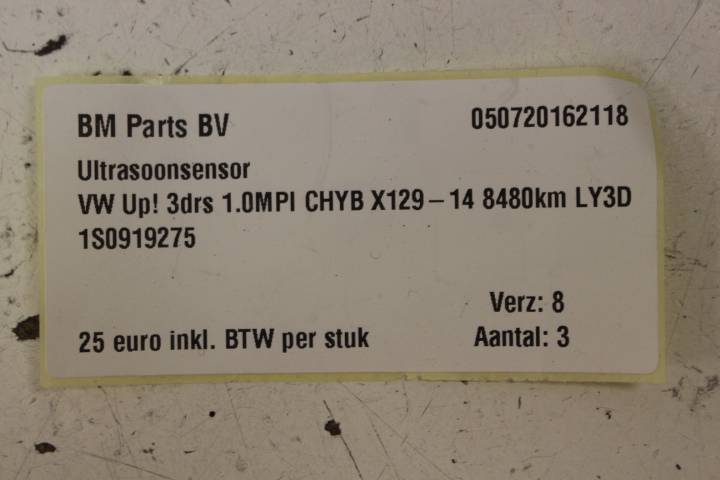 BM Parts BV 050720162118
Ultrasoonsensor
VW Up! 3drs 1.0MPI CHYB X129-14 8480km LY3D
1S0919275
Verz: 8
25 euro inkl. BTW per stuk Aantal: 3